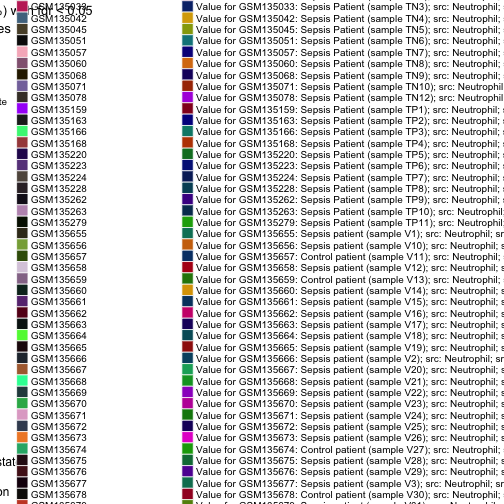 GSM135033 Value for GSM135033: Sepsis Patient (sample TN3); src: Neutrophil;
GSM135042 Value for GSM135042: Sepsis Patient (sample TN4); src: Neutrophil;
GSM135045 Value for GSM135045: Sepsis Patient (sample TN5); src: Neutrophil;
GSM135051 Value for GSM135051: Sepsis Patient (sample TN6); src: Neutrophil;
GSM135057 Value for GSM135057: Sepsis Patient (sample TN7); src: Neutrophil;
GSM135060 Value for GSM135060: Sepsis Patient (sample TN8); src: Neutrophil;
GSM135068 Value for GSM135068: Sepsis Patient (sample TN9); src: Neutrophil;
GSM135071 Value for GSM135071: Sepsis Patient (sample TN10); src: Neutrophil
GSM135078 Value for GSM135078: Sepsis Patient (sample TN12); src: Neutrophil
GSM135159 Value for GSM135159: Sepsis Patient (sample TP1); src: Neutrophil;
GSM135163 Value for GSM135163: Sepsis Patient (sample TP2); src: Neutrophil;
GSM135166 Value for GSM135166: Sepsis Patient (sample TP3); src: Neutrophil;
GSM135168 Value for GSM135168: Sepsis Patient (sample TP4); src: Neutrophil;
GSM135220 Value for GSM135220: Sepsis Patient (sample TP5); src: Neutrophil;
GSM135223 Value for GSM135223: Sepsis Patient (sample TP6); src: Neutrophil;
GSM135224 Value for GSM135224: Sepsis Patient (sample TP7); src: Neutrophil;
GSM135228 Value for GSM135228: Sepsis Patient (sample TP8); src: Neutrophil;
GSM135262 Value for GSM135262: Sepsis Patient (sample TP9); src: Neutrophil;
GSM135263 Value for GSM135263: Sepsis Patient (sample TP10); src: Neutrophil
GSM135279 Value for GSM135279: Sepsis Patient (sample TP11); src: Neutrophil;
GSM135655 Value for GSM135655: Sepsis patient (sample V1); src: Neutrophil; sr
GSM135656 Value for GSM135656: Sepsis patient (sample V10); src: Neutrophil; s
GSM135657 Value for GSM135657: Control patient (sample V11); src: Neutrophil; s
GSM135658 Value for GSM135658: Sepsis patient (sample V12); src: Neutrophil; s
GSM135659 Value for GSM135659: Control patient (sample V13); src: Neutrophil; s
GSM135660 Value for GSM135660: Sepsis patient (sample V14); src: Neutrophil; s
GSM135661 Value for GSM135661: Sepsis patient (sample V15); src: Neutrophil; s
GSM135662 Value for GSM135662: Sepsis patient (sample V16); src: Neutrophil; s
GSM135663 Value for GSM135663: Sepsis patient (sample V17); src: Neutrophil; s
GSM135664 Value for GSM135664: Sepsis patient (sample V18); src: Neutrophil; s
GSM135665 Value for GSM135665: Sepsis patient (sample V19); src: Neutrophil; s
GSM135666 Value for GSM135666: Sepsis patient (sample V2); src: Neutrophil; sr
GSM135667 Value for GSM135667: Sepsis patient (sample V20); src: Neutrophil; s
GSM135668 Value for GSM135668: Sepsis patient (sample V21); src: Neutrophil; s
GSM135669 Value for GSM135669: Sepsis patient (sample V22); src: Neutrophil; s
GSM135670 Value for GSM135670: Sepsis patient (sample V23); src: Neutrophil; s
GSM135671 Value for GSM135671: Sepsis patient (sample V24); src: Neutrophil; s
GSM135672 Value for GSM135672: Sepsis patient (sample V25); src: Neutrophil; s
GSM135673 Value for GSM135673: Sepsis patient (sample V26); src: Neutrophil; s
GSM135674 Value for GSM135674: Control patient (sample V27); src: Neutrophil; s
GSM135675 Value for GSM135675: Sepsis patient (sample V28); src: Neutrophil; s
GSM135676 Value for GSM135676: Sepsis patient (sample V29); src: Neutrophil; s
GSM135677 Value for GSM135677: Sepsis patient (sample V3); src: Neutrophil; sr
GSM135678 Value for GSM135678: Control patient (sample V30); src: Neutrophil; s